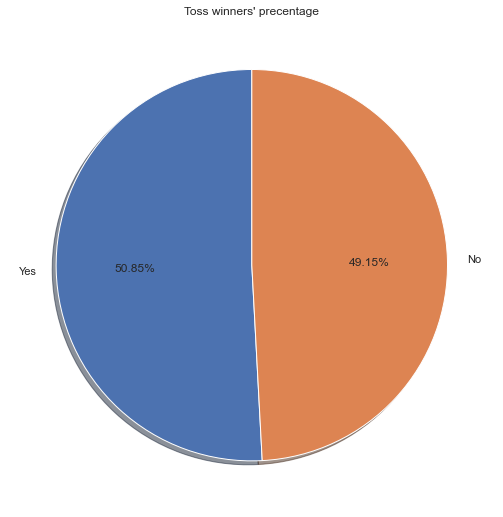 Toss winners' precentage
Yes
50.85%
49.15%
No